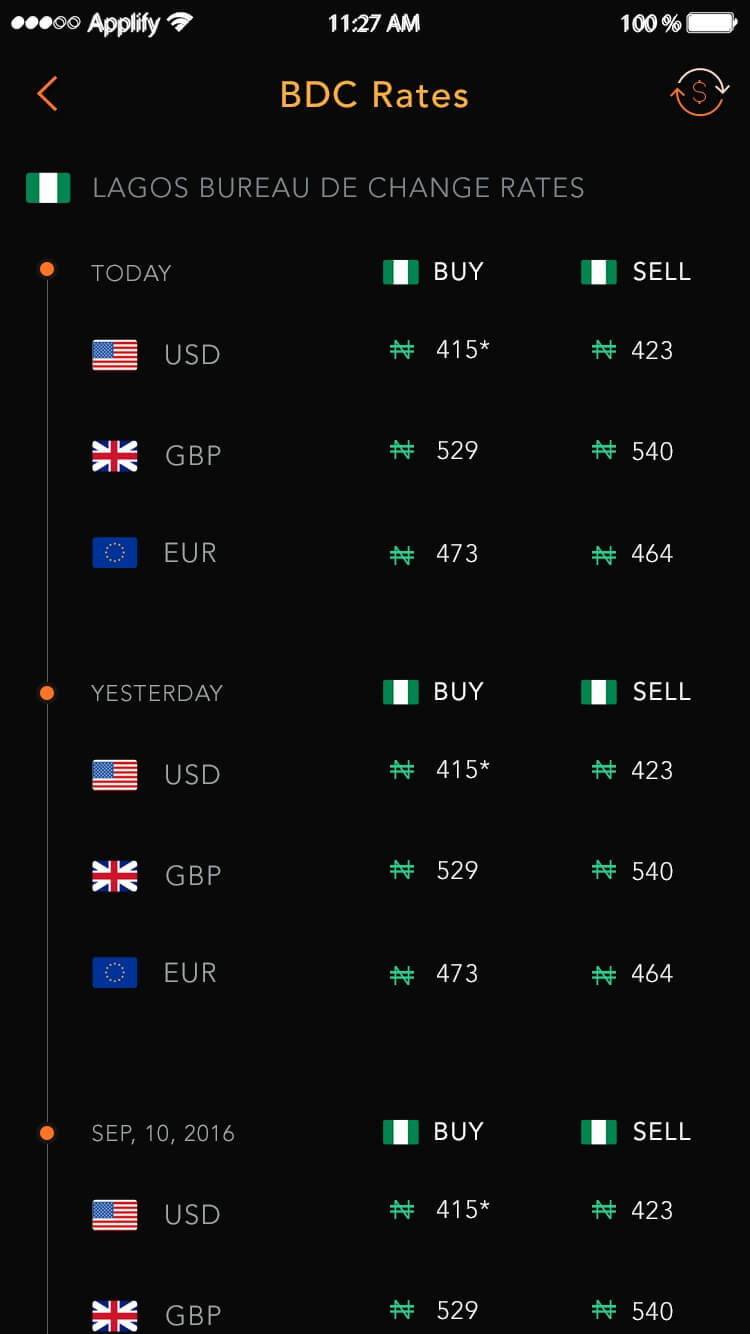 Applify 11:27 AM 100 %
BDC Rates
$
LAGOS BUREAU DE CHANGE RATES
TODAY BUY SELL
USD ₦ 415* ₦ 423
GBP ₦ 529 ₦ 540
EUR ₦ 473 ₦ 464
YESTERDAY BUY SELL
USD ₦ 415* ₦ 423
GBP ₦ 529 ₦ 540
EUR ₦ 473 ₦ 464
SEP, 10, 2016 BUY SELL
USD ₦ 415* ₦ 423
GBP ₦ 529 ₦ 540